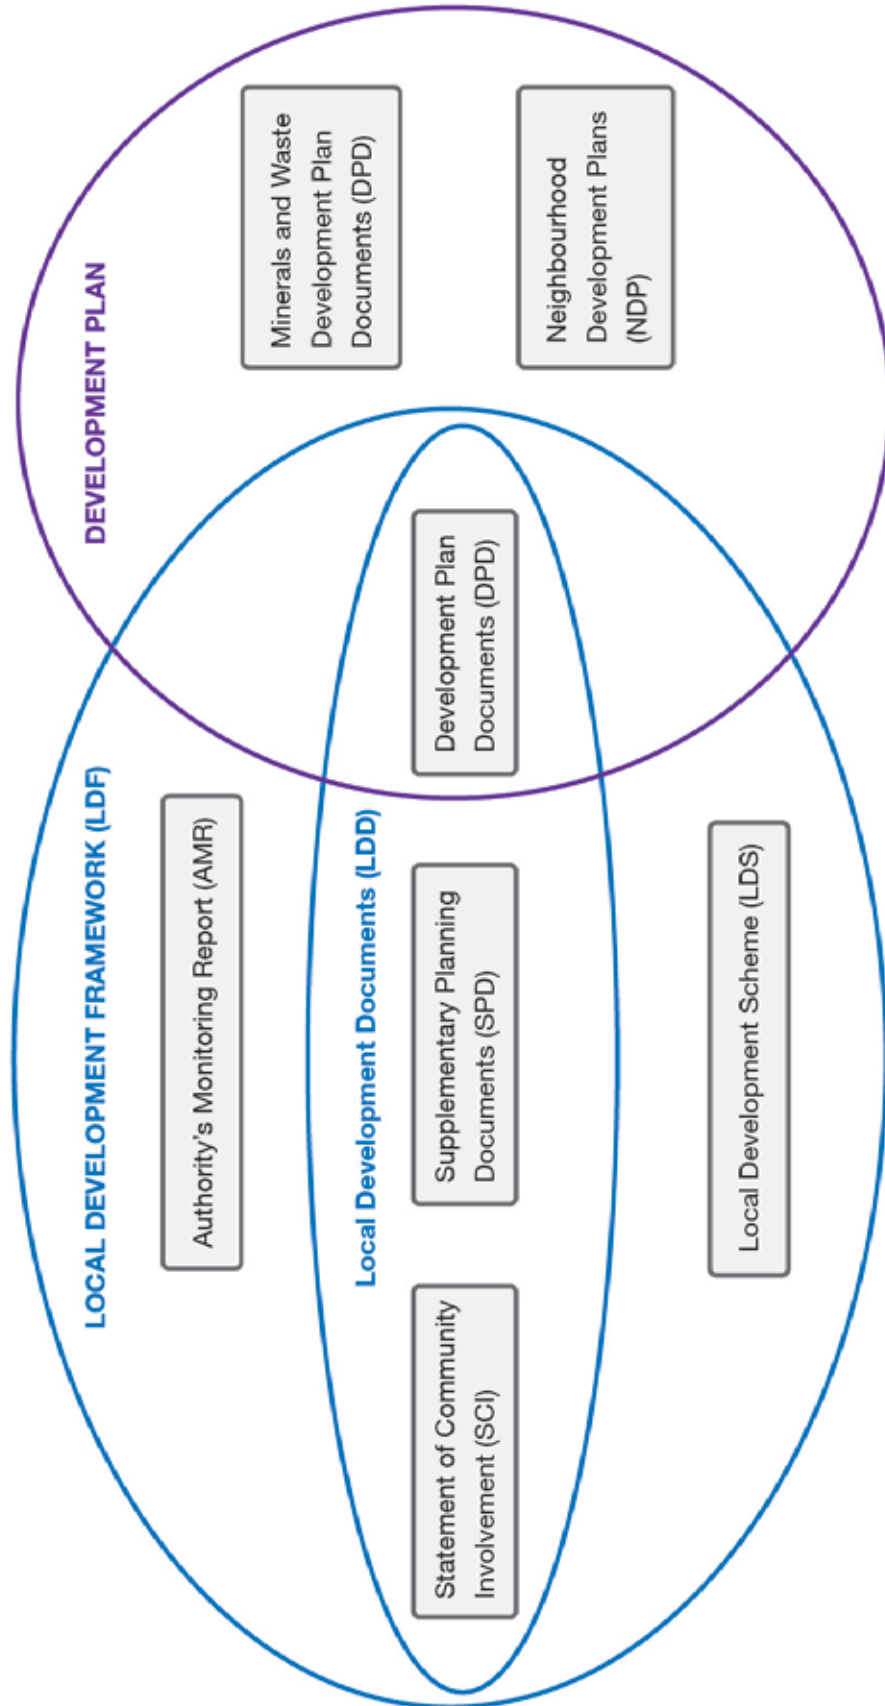 LOCAL DEVELOPMENT FRAMEWORK (LDF)
DEVELOPMENT PLAN
Authority's Monitoring Report (AMR)
Minerals and Waste
Development Plan
Documents (DPD)
Local Development Documents (LDD)
Statement of Community
Involvement (SCI)
Supplementary Planning
Documents (SPD)
Development Plan
Documents (DPD)
Neighbourhood
Development Plans
(NDP)
Local Development Scheme (LDS)